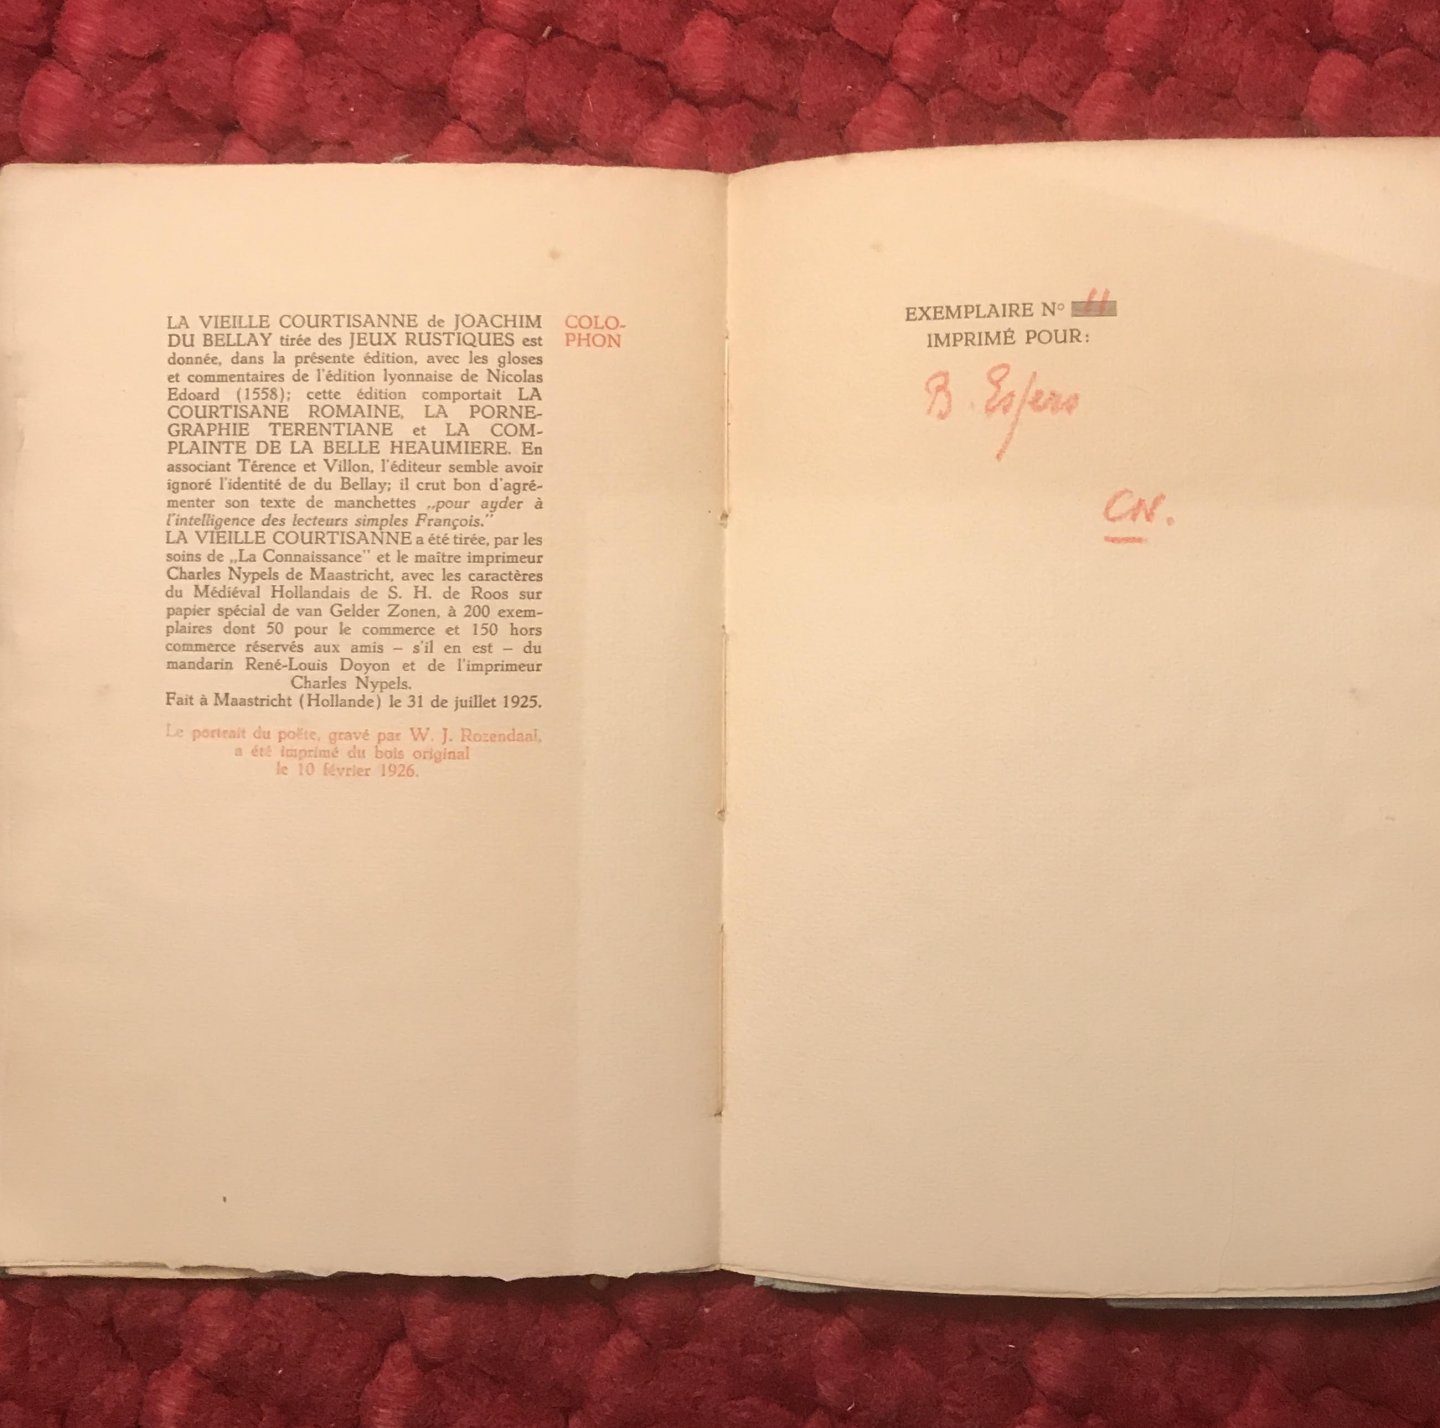 LA VIEILLE COURTISANNE de JOACHIM
DU BELLAY tirée des JEUX RUSTIQUES est
donnée, dans la présente édition, avec les gloses
et commentaires de l'édition lyonnaise de Nicolas
Edoard (1558); cette édition comportait LA
COURTISANE ROMAINE, LA PORNE-
GRAPHIE TERENTIANE et LA COM-
PLAINTE DE LA BELLE HEAUMIERE. En
associant Térence et Villon, l'éditeur semble avoir
ignoré l'identité de du Bellay; il crut bon d'agré-
menter son texte de manchettes „pour ayder à
l'intelligence des lecteurs simples François.”
LA VIEILLE COURTISANNE a été tirée, par les
soins de „La Connaissance” et le maître imprimeur
Charles Nypels de Maastricht, avec les caractères
du Médiéval Hollandais de S. H. de Roos sur
papier spécial de van Gelder Zonen, à 200 exem-
plaires dont 50 pour le commerce et 150 hors
commerce réservés aux amis – s'il en est – du
mandarin René-Louis Doyon et de l'imprimeur
Charles Nypels.
Fait à Maastricht (Hollande) le 31 de juillet 1925.
Le portrait du poëte, gravé par W. J. Rozendaal,
a été imprimé du bois original
le 10 février 1926.
COLO-
PHON
EXEMPLAIRE No 11
IMPRIMÉ POUR:
B.
CN.